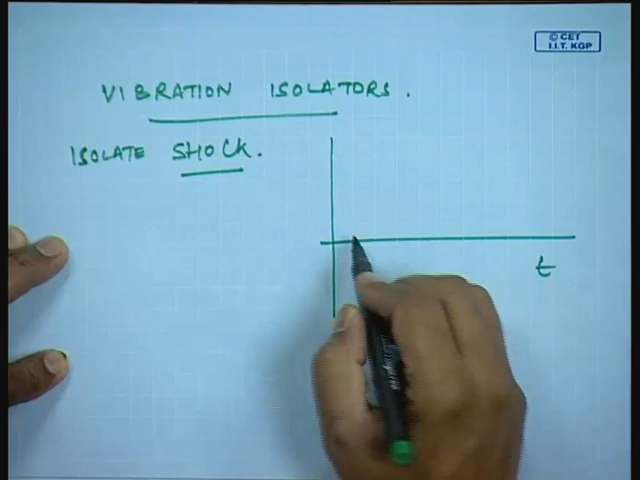 © CET
I.I.T. KGP
VIBRATION ISOLATORS.
ISOLATE SHOCK.
t